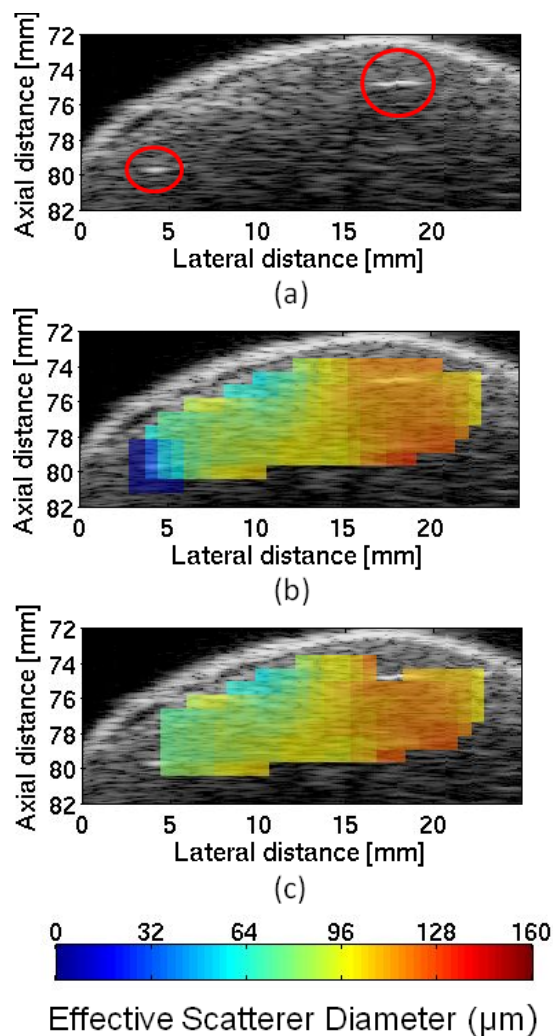 72
74
76
78
80
82
Axial distance [mm]
0 5 10 15 20
Lateral distance [mm]
(a)
72
74
76
78
80
82
Axial distance [mm]
0 5 10 15 20
Lateral distance [mm]
(b)
72
74
76
78
80
82
Axial distance [mm]
0 5 10 15 20
Lateral distance [mm]
(c)
0 32 64 96 128 160
Effective Scatterer Diameter (μm)